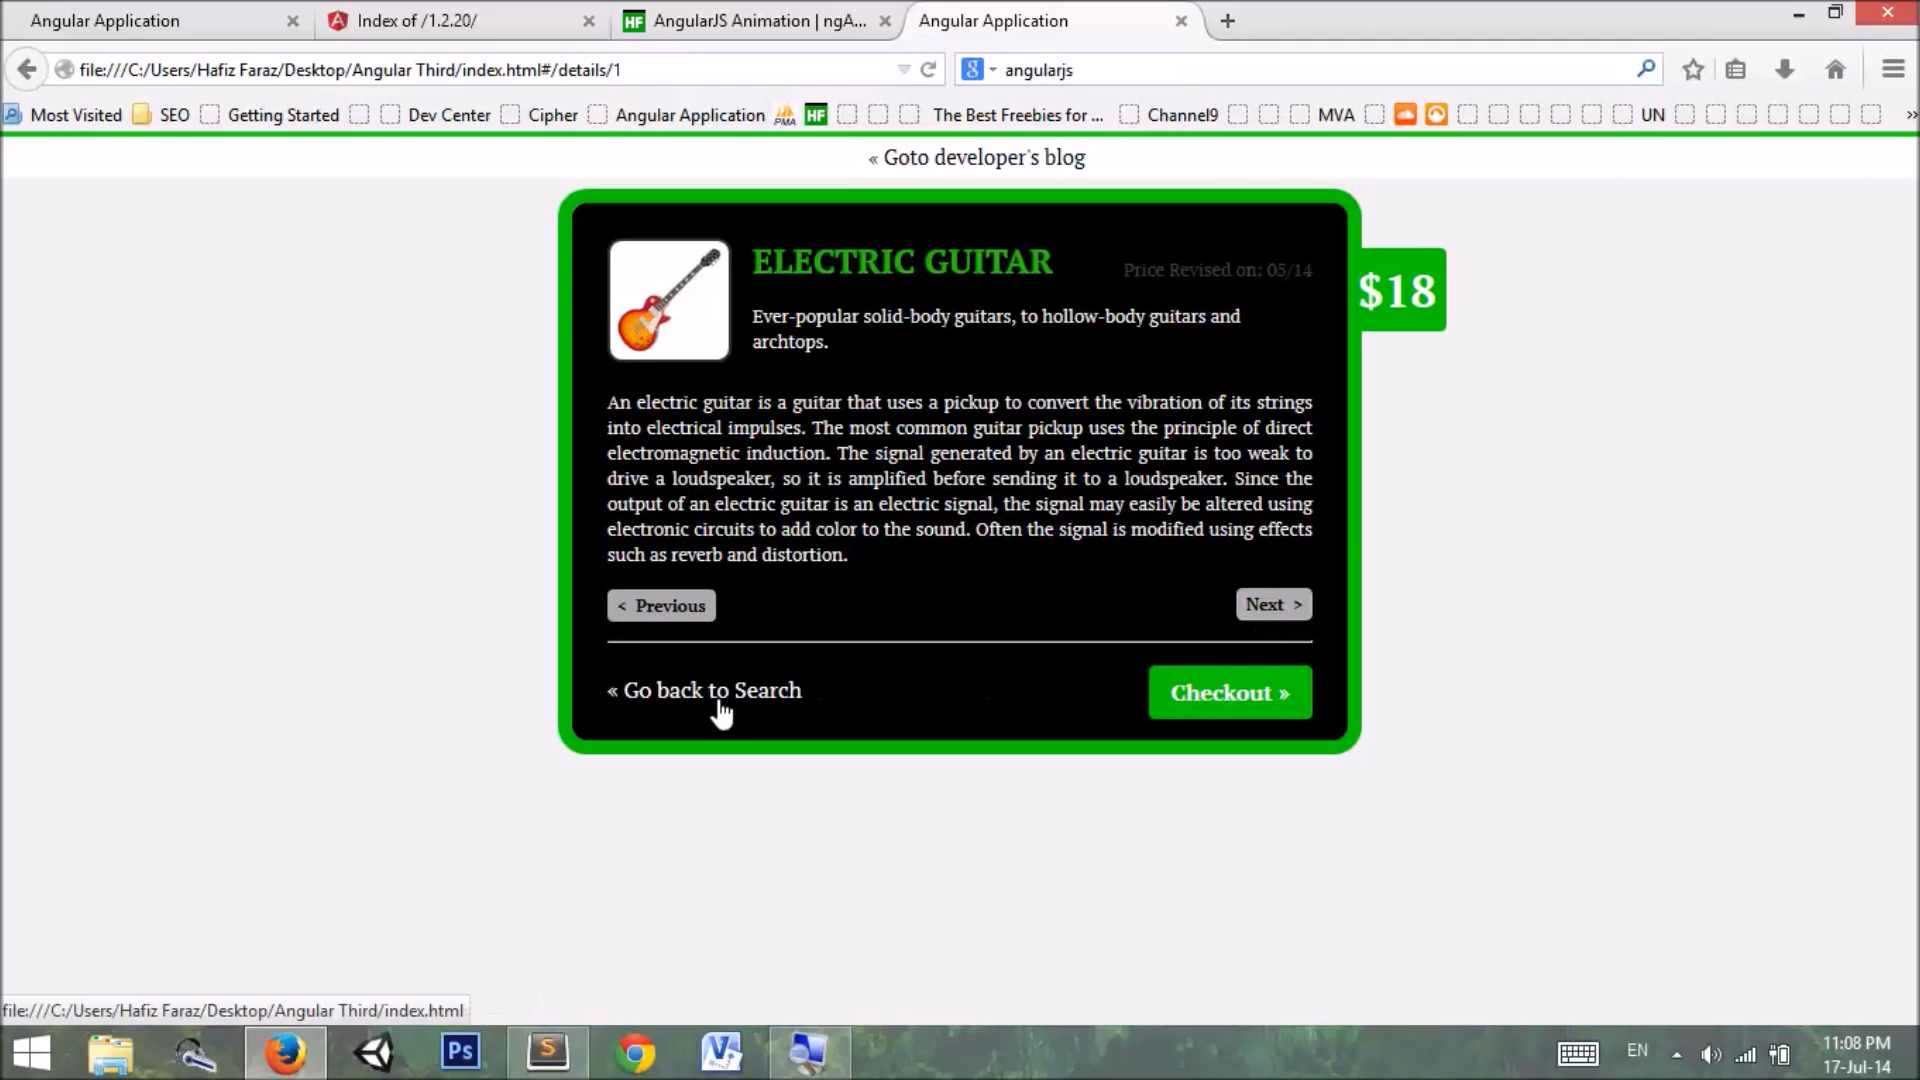 Angular Application
Index of /1.2.20/
HF AngularJS Animation | ngA...
Angular Application
file:///C:/Users/Hafiz Faraz/Desktop/Angular Third/index.html#/details/1
8 angularjs
Most Visited SEO Getting Started Dev Center Cipher Angular Application PMA HF The Best Freebies for ... Channel9 MVA UN »
« Goto developer's blog
ELECTRIC GUITAR
Price Revised on: 05/14
$18
Ever-popular solid-body guitars, to hollow-body guitars and
archtops.
An electric guitar is a guitar that uses a pickup to convert the vibration of its strings
into electrical impulses. The most common guitar pickup uses the principle of direct
electromagnetic induction. The signal generated by an electric guitar is too weak to
drive a loudspeaker, so it is amplified before sending it to a loudspeaker. Since the
output of an electric guitar is an electric signal, the signal may easily be altered using
electronic circuits to add color to the sound. Often the signal is modified using effects
such as reverb and distortion.
< Previous
Next >
« Go back to Search
Checkout »
file:///C:/Users/Hafiz Faraz/Desktop/Angular Third/index.html
Ps
S
EN
11:08 PM
17-Jul-14